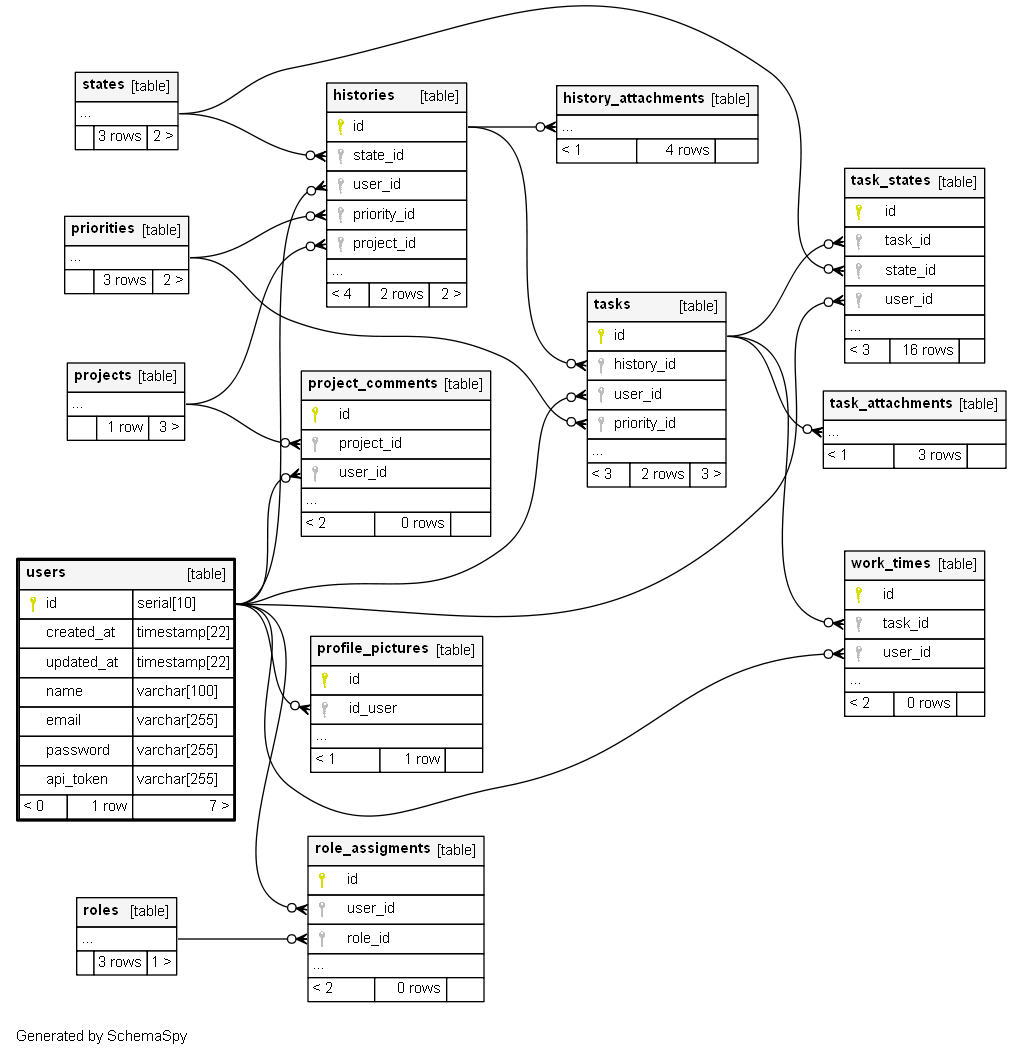 states [table]
...
3 rows 2 >
histories [table]
id
state_id
user_id
priority_id
project_id
...
< 4 2 rows 2 >
history_attachments [table]
...
< 1 4 rows
task_states [table]
id
task_id
state_id
user_id
...
< 3 16 rows
priorities [table]
...
3 rows 2 >
tasks [table]
id
history_id
user_id
priority_id
...
< 3 2 rows 3 >
projects [table]
...
1 row 3 >
project_comments [table]
id
project_id
user_id
...
< 2 0 rows
task_attachments [table]
...
< 1 3 rows
users [table]
id serial[10]
created_at timestamp[22]
updated_at timestamp[22]
name varchar[100]
email varchar[255]
password varchar[255]
api_token varchar[255]
< 0 1 row 7 >
work_times [table]
id
task_id
user_id
...
< 2 0 rows
profile_pictures [table]
id
id_user
...
< 1 1 row
role_assigments [table]
id
user_id
role_id
...
< 2 0 rows
roles [table]
...
3 rows 1 >
Generated by SchemaSpy